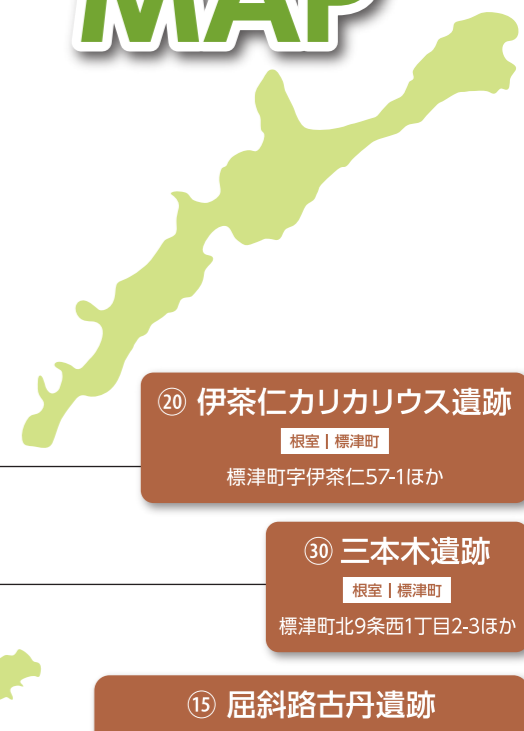 MAP
⑳ 伊茶仁カリカリウス遺跡
根室 | 標津町
標津町字伊茶仁57-1ほか
㉚ 三本木遺跡
根室 | 標津町
標津町北9条西1丁目2-3ほか
⑮ 屈斜路古丹遺跡